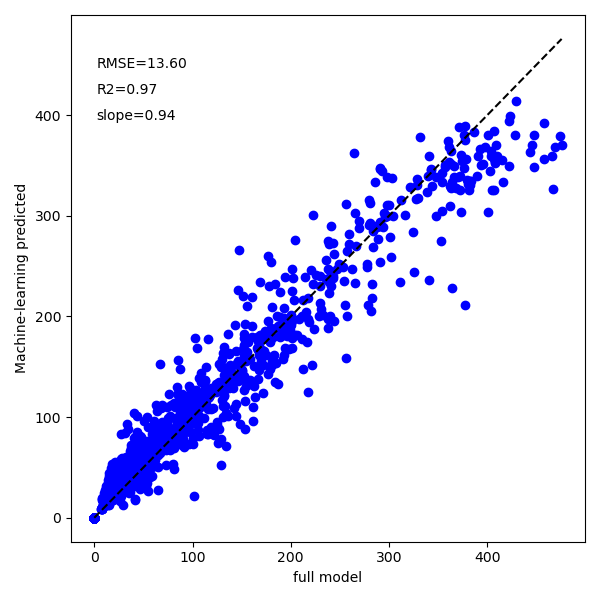 RMSE=13.60
R2=0.97
slope=0.94
Machine-learning predicted
400
300
200
100
0
0 100 200 300 400
full model